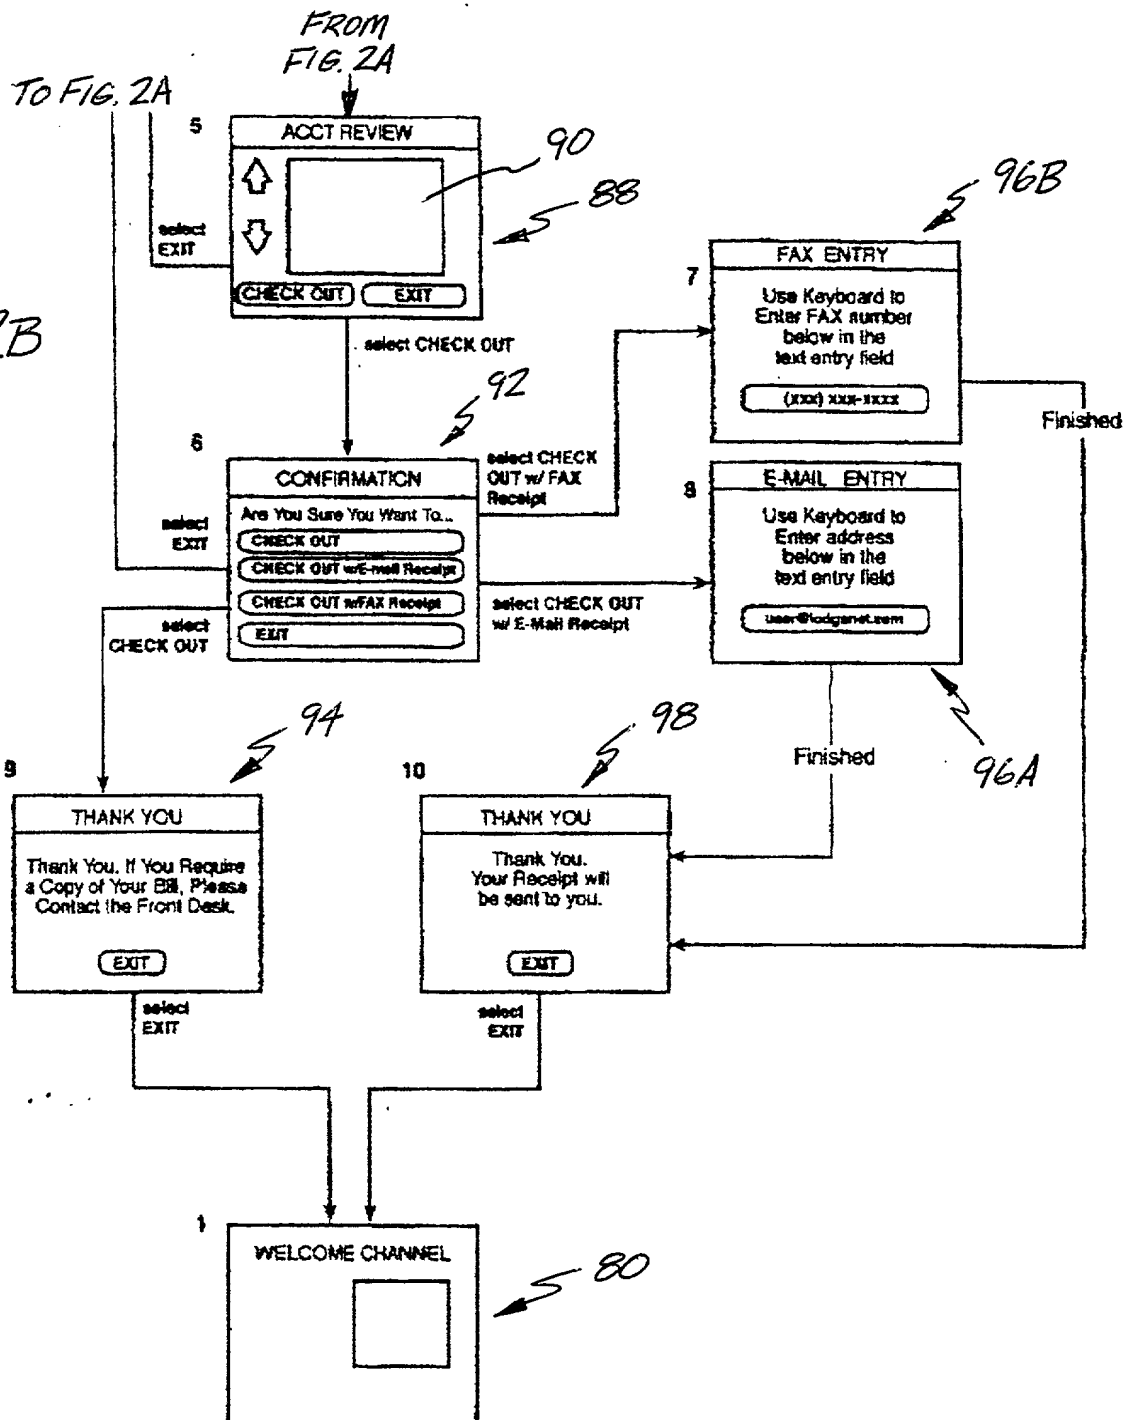 FROM
FIG. 2A
TO FIG. 2A
5
ACCT REVIEW
90
88
select
EXIT
CHECK OUT
EXIT
2B
select CHECK OUT
96B
7
FAX ENTRY
Use Keyboard to
Enter FAX number
below in the
text entry field
(xxx) xxx-xxxx
Finished
92
6
CONFIRMATION
Are You Sure You Want To...
CHECK OUT
CHECK OUT w/E-mail Receipt
CHECK OUT w/FAX Receipt
EXIT
select
EXIT
select
CHECK OUT
select CHECK
OUT w/ FAX
Receipt
select CHECK OUT
w/ E-Mail Receipt
8
E-MAIL ENTRY
Use Keyboard to
Enter address
below in the
text entry field
user@lodgenet.com
96A
Finished
94
9
THANK YOU
Thank You. If You Require
a Copy of Your Bill, Please
Contact the Front Desk.
EXIT
select
EXIT
98
10
THANK YOU
Thank You.
Your Receipt will
be sent to you.
EXIT
select
EXIT
1
WELCOME CHANNEL
80